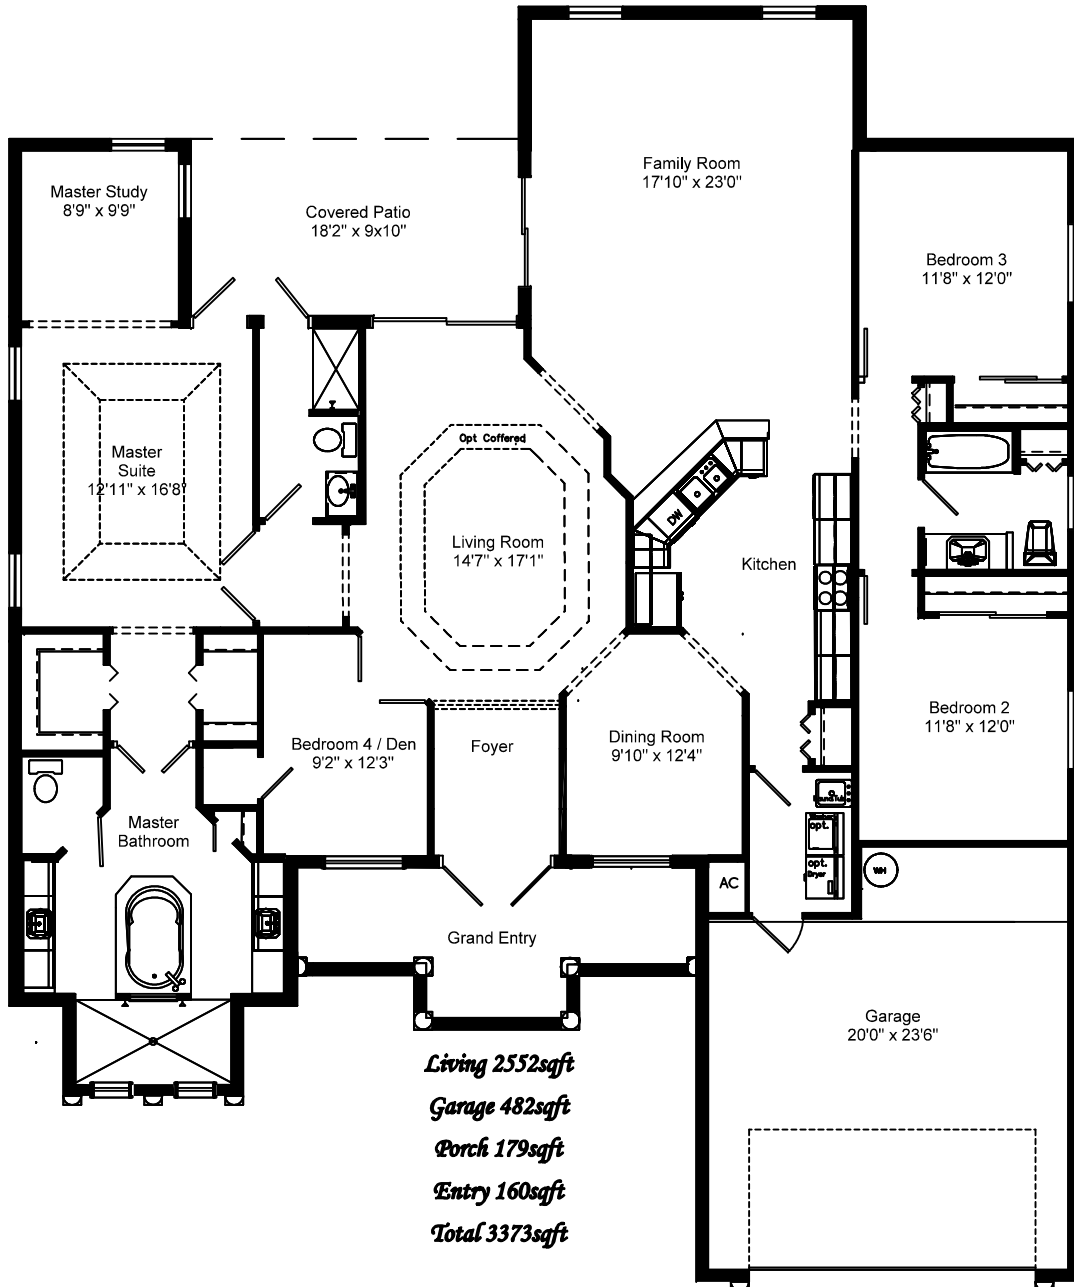 Family Room
17'10" x 23'0"
Master Study
8'9" x 9'9"
Covered Patio
18'2" x 9x10"
Bedroom 3
11'8" x 12'0"
Opt Coffered
Master
Suite
12'11" x 16'8"
DW
Living Room
14'7" x 17'1"
Kitchen
Bedroom 2
11'8" x 12'0"
Bedroom 4 / Den
9'2" x 12'3"
Foyer
Dining Room
9'10" x 12'4"
Master
Bathroom
opt.
opt.
Dryer
AC
WH
Grand Entry
Garage
20'0" x 23'6"
Living 2552sqft
Garage 482sqft
Porch 179sqft
Entry 160sqft
Total 3373sqft